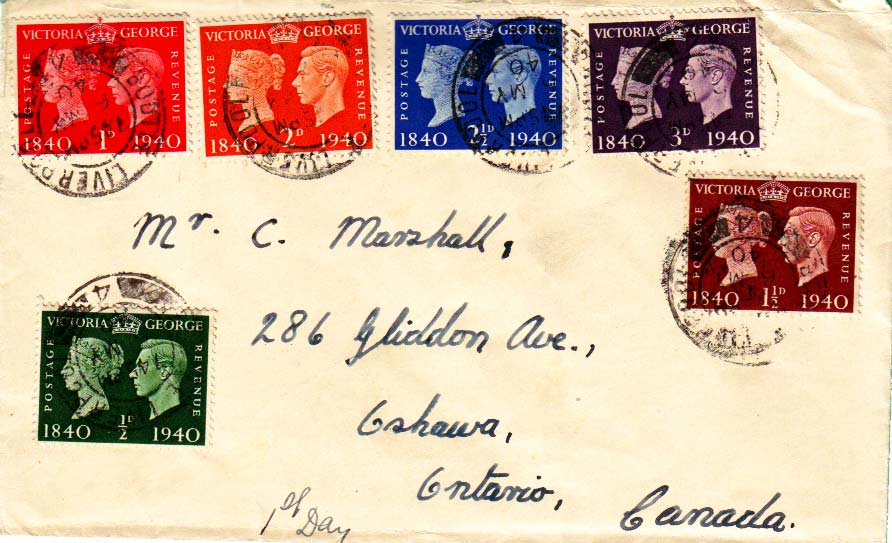 VICTORIA GEORGE
POSTAGE REVENUE
1840 1D 1940
VICTORIA GEORGE
POSTAGE REVENUE
1840 2D 1940
VICTORIA GEORGE
POSTAGE REVENUE
1840 2½D 1940
VICTORIA GEORGE
POSTAGE REVENUE
1840 3D 1940
LIVERPOOL
VICTORIA GEORGE
POSTAGE REVENUE
1840 1½D 1940
Mr. C. Marshall,
286 Gliddon Ave.,
Oshawa,
Ontario,
Canada.
VICTORIA GEORGE
POSTAGE REVENUE
1840 ½D 1940
1st Day